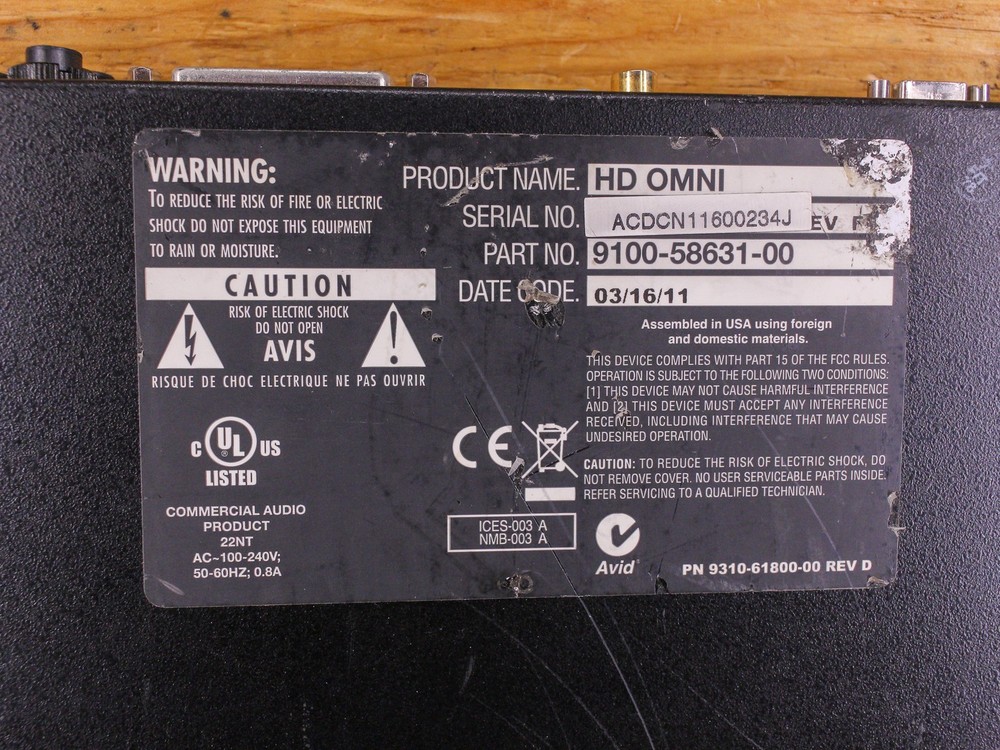 WARNING:
TO REDUCE THE RISK OF FIRE OR ELECTRIC
SHOCK DO NOT EXPOSE THIS EQUIPMENT
TO RAIN OR MOISTURE.
CAUTION
RISK OF ELECTRIC SHOCK
DO NOT OPEN
AVIS
RISQUE DE CHOC ELECTRIQUE NE PAS OUVRIR
C UL ® US
LISTED
COMMERCIAL AUDIO
PRODUCT
22NT
AC~100-240V;
50-60HZ; 0.8A
PRODUCT NAME. HD OMNI
SERIAL NO. ACDCN11600234J
PART NO. 9100-58631-00
DATE CODE. 03/16/11
Assembled in USA using foreign
and domestic materials.
THIS DEVICE COMPLIES WITH PART 15 OF THE FCC RULES.
OPERATION IS SUBJECT TO THE FOLLOWING TWO CONDITIONS:
[1] THIS DEVICE MAY NOT CAUSE HARMFUL INTERFERENCE
AND [2] THIS DEVICE MUST ACCEPT ANY INTERFERENCE
RECEIVED, INCLUDING INTERFERENCE THAT MAY CAUSE
UNDESIRED OPERATION.
CAUTION: TO REDUCE THE RISK OF ELECTRIC SHOCK, DO
NOT REMOVE COVER. NO USER SERVICEABLE PARTS INSIDE.
REFER SERVICING TO A QUALIFIED TECHNICIAN.
CE
ICES-003 A
NMB-003 A
Avid
PN 9310-61800-00 REV D